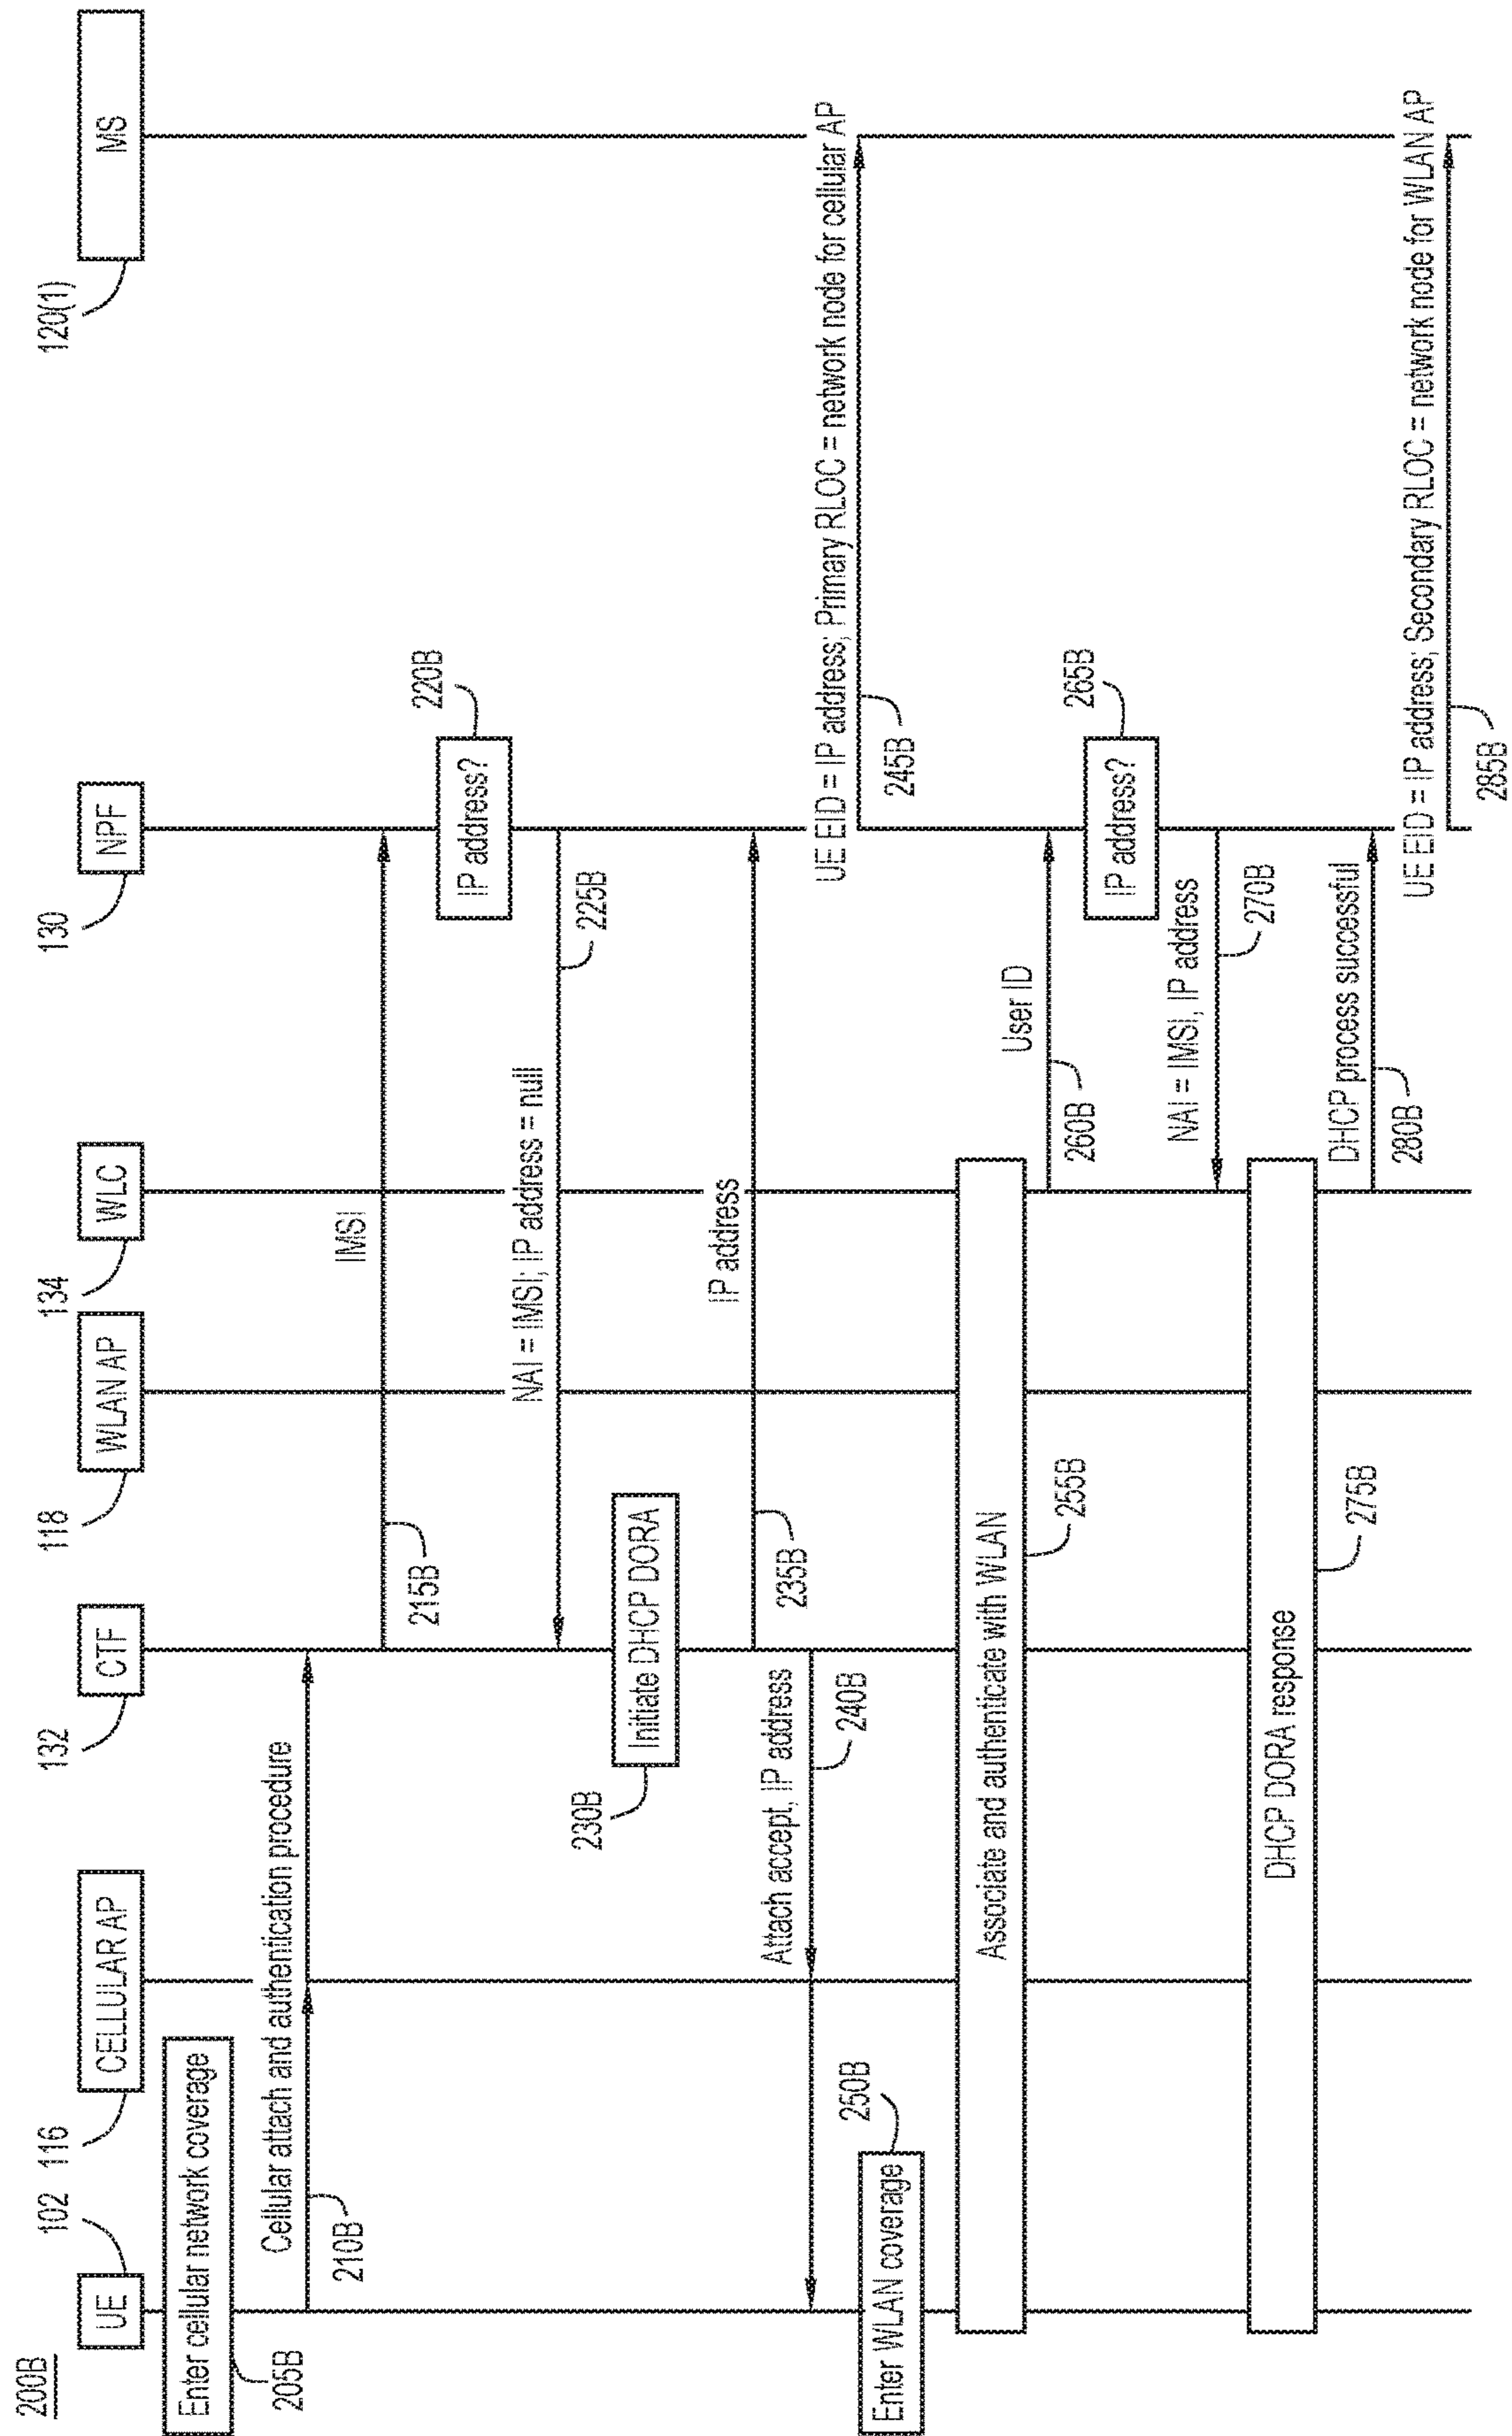 200B
UE
102
CELLULAR AP
116
CTF
132
WLAN AP
118
WLC
134
NPF
130
MS
120(1)
Enter cellular network coverage
205B
Cellular attach and authentication procedure
210B
IMSI
215B
IP address?
220B
NAI = IMSI; IP address = null
225B
Initiate DHCP DORA
230B
IP address
235B
Attach accept, IP address
240B
UE EID = IP address; Primary RLOC = network node for cellular AP
245B
Enter WLAN coverage
250B
Associate and authenticate with WLAN
255B
User ID
260B
IP address?
265B
NAI = IMSI, IP address
270B
DHCP DORA response
275B
DHCP process successful
280B
UE EID = IP address; Secondary RLOC = network node for WLAN AP
285B